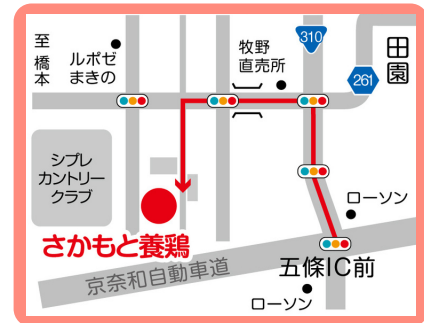 至
橋
本
ルポゼ
まきの
牧野
直売所
310
261
田
園
シプレ
カントリー
クラブ
ローソン
さかもと養鶏
京奈和自動車道
五條IC前
ローソン